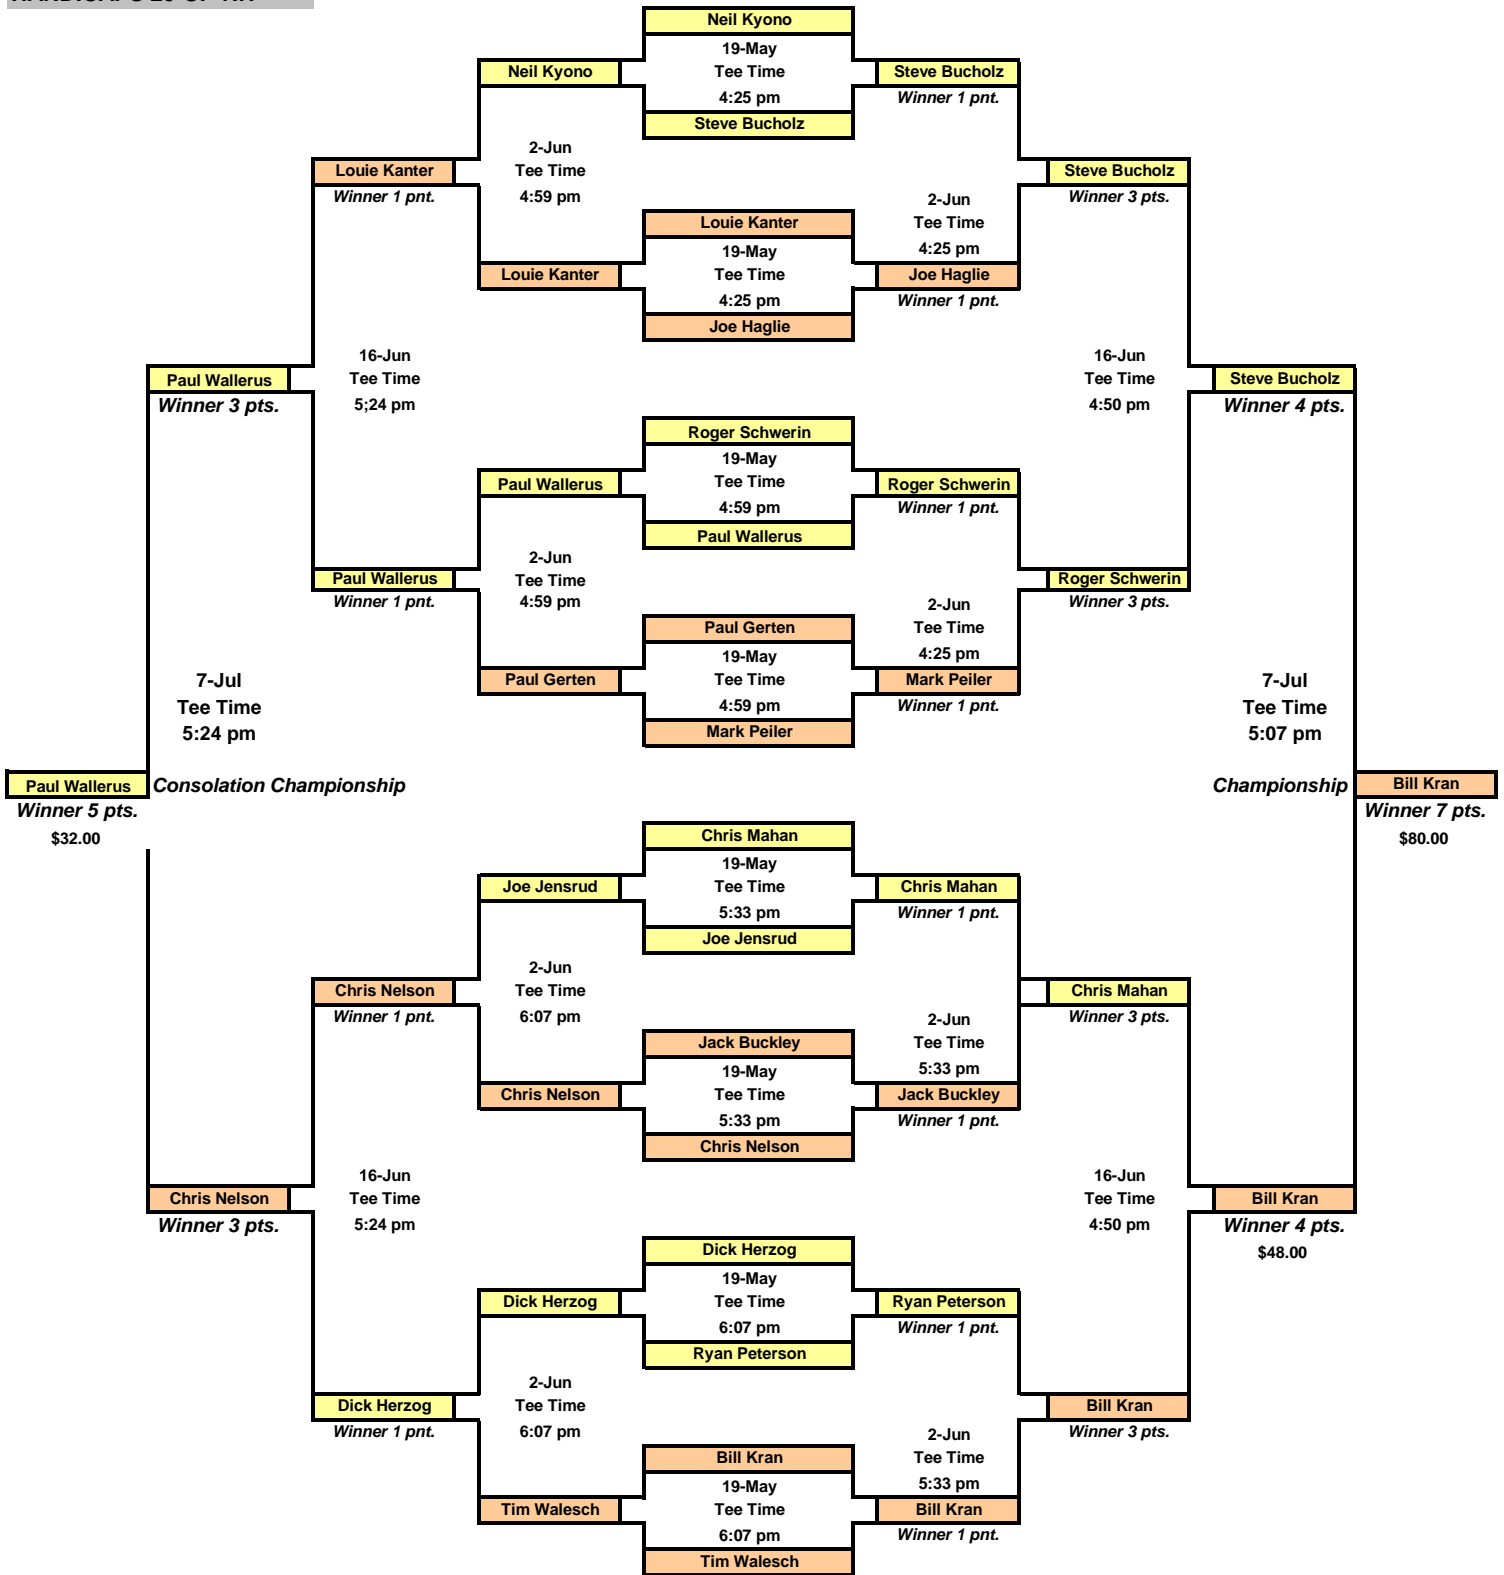 Neil Kyono
19-May
Neil Kyono
Tee Time
Steve Bucholz
4:25 pm
Winner 1 pnt.
Steve Bucholz
2-Jun
Louie Kanter
Tee Time
Steve Bucholz
Winner 1 pnt.
4:59 pm
2-Jun
Winner 3 pts.
Louie Kanter
Tee Time
19-May
4:25 pm
Louie Kanter
Tee Time
Joe Haglie
4:25 pm
Winner 1 pnt.
Joe Haglie
16-Jun
16-Jun
Paul Wallerus
Tee Time
Tee Time
Steve Bucholz
Winner 3 pts.
5;24 pm
4:50 pm
Winner 4 pts.
Roger Schwerin
19-May
Paul Wallerus
Tee Time
Roger Schwerin
4:59 pm
Winner 1 pnt.
Paul Wallerus
2-Jun
Paul Wallerus
Tee Time
Roger Schwerin
Winner 1 pnt.
4:59 pm
2-Jun
Winner 3 pts.
Paul Gerten
Tee Time
19-May
4:25 pm
7-Jul
Paul Gerten
Tee Time
Mark Peiler
7-Jul
Tee Time
4:59 pm
Winner 1 pnt.
Tee Time
5:24 pm
Mark Peiler
5:07 pm
Paul Wallerus
Consolation Championship
Championship
Bill Kran
Winner 5 pts.
Winner 7 pts.
$32.00
Chris Mahan
$80.00
19-May
Joe Jensrud
Tee Time
Chris Mahan
5:33 pm
Winner 1 pnt.
Joe Jensrud
2-Jun
Chris Nelson
Tee Time
Chris Mahan
Winner 1 pnt.
6:07 pm
2-Jun
Winner 3 pts.
Jack Buckley
Tee Time
19-May
5:33 pm
Chris Nelson
Tee Time
Jack Buckley
5:33 pm
Winner 1 pnt.
Chris Nelson
16-Jun
16-Jun
Chris Nelson
Tee Time
Tee Time
Bill Kran
Winner 3 pts.
5:24 pm
4:50 pm
Winner 4 pts.
Dick Herzog
$48.00
19-May
Dick Herzog
Tee Time
Ryan Peterson
6:07 pm
Winner 1 pnt.
Ryan Peterson
2-Jun
Dick Herzog
Tee Time
Bill Kran
Winner 1 pnt.
6:07 pm
2-Jun
Winner 3 pts.
Bill Kran
Tee Time
19-May
5:33 pm
Tim Walesch
Tee Time
Bill Kran
6:07 pm
Winner 1 pnt.
Tim Walesch